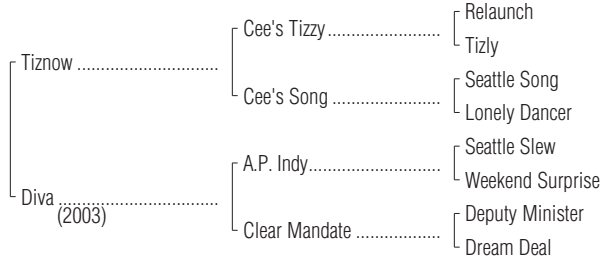 Relaunch
Cee's Tizzy
Tizly
Tiznow
Seattle Song
Cee's Song
Lonely Dancer
Seattle Slew
A.P. Indy
Weekend Surprise
Diva
(2003)
Deputy Minister
Clear Mandate
Dream Deal